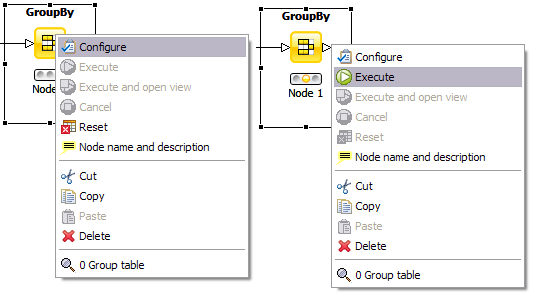 GroupBy
Configure
Execute
Execute and open view
Cancel
Reset
Node name and description
Cut
Copy
Paste
Delete
0 Group table
Node
GroupBy
Node 1
Configure
Execute
Execute and open view
Cancel
Reset
Node name and description
Cut
Copy
Paste
Delete
0 Group table